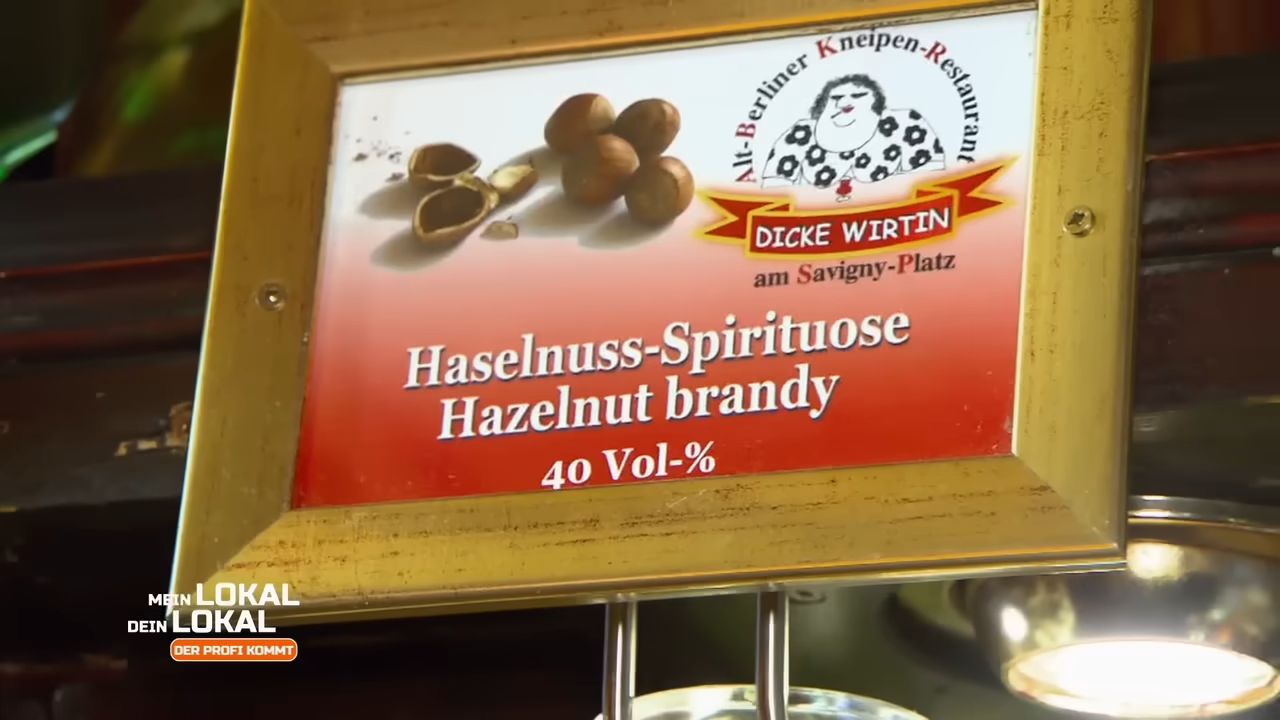 Alt-Berliner Kneipen-Restaurant
DICKE WIRTIN
am Savigny-Platz
Haselnuss-Spirituose
Hazelnut brandy
40 Vol-%
MEIN LOKAL
DEIN LOKAL
DER PROFI KOMMT